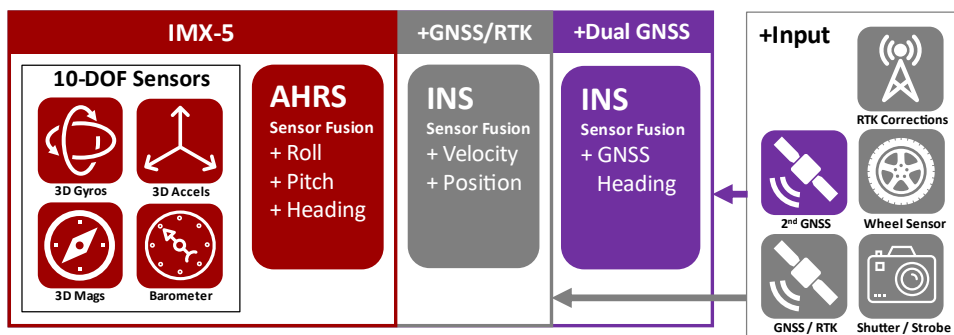 IMX-5
+GNSS/RTK
+Dual GNSS
10-DOF Sensors
3D Gyros
3D Accels
3D Mags
Barometer
AHRS
Sensor Fusion
+ Roll
+ Pitch
+ Heading
INS
Sensor Fusion
+ Velocity
+ Position
INS
Sensor Fusion
+ GNSS
Heading
+Input
RTK Corrections
2nd GNSS
Wheel Sensor
GNSS / RTK
Shutter / Strobe